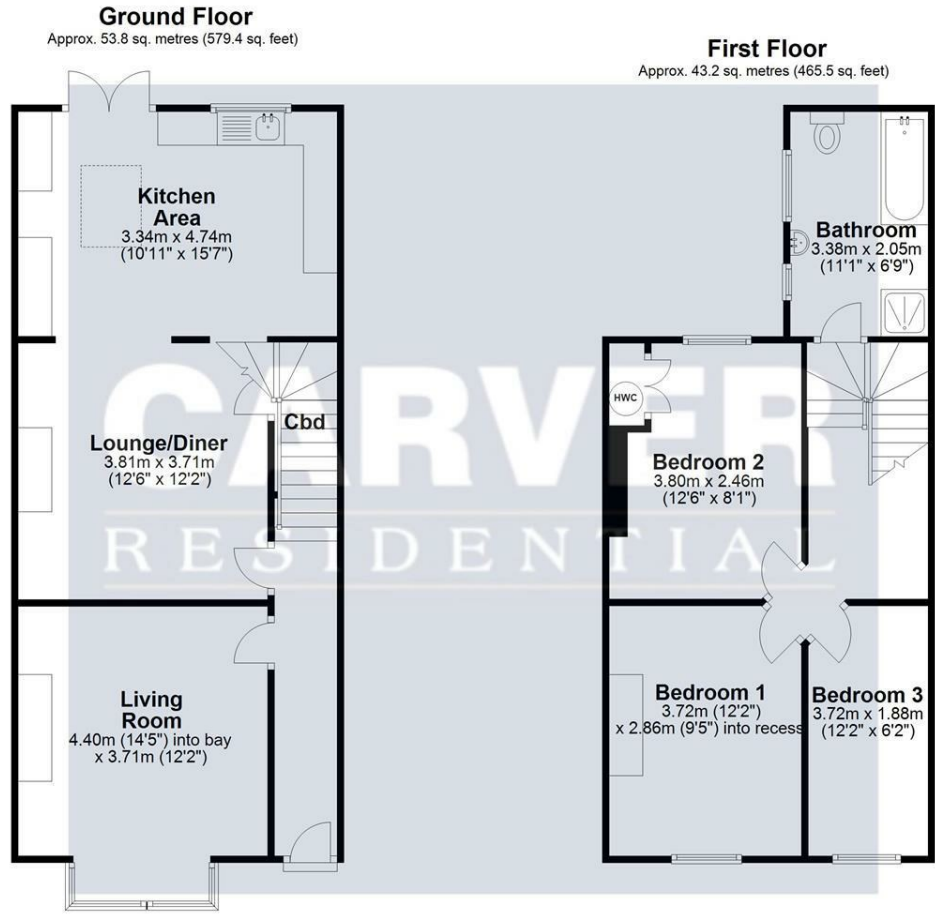 Ground Floor
Approx. 53.8 sq. metres (579.4 sq. feet)
First Floor
Approx. 43.2 sq. metres (465.5 sq. feet)
Kitchen
Area
3.34m x 4.74m
(10'11" x 15'7")
Bathroom
3.38m x 2.05m
(11'1" x 6'9")
HWC
Cbd
Lounge/Diner
3.81m x 3.71m
(12'6" x 12'2")
Bedroom 2
3.80m x 2.46m
(12'6" x 8'1")
CARVER
RESIDENTIAL
Living
Room
4.40m (14'5") into bay
x 3.71m (12'2")
Bedroom 1
3.72m (12'2")
x 2.86m (9'5") into recess
Bedroom 3
3.72m x 1.88m
(12'2" x 6'2")